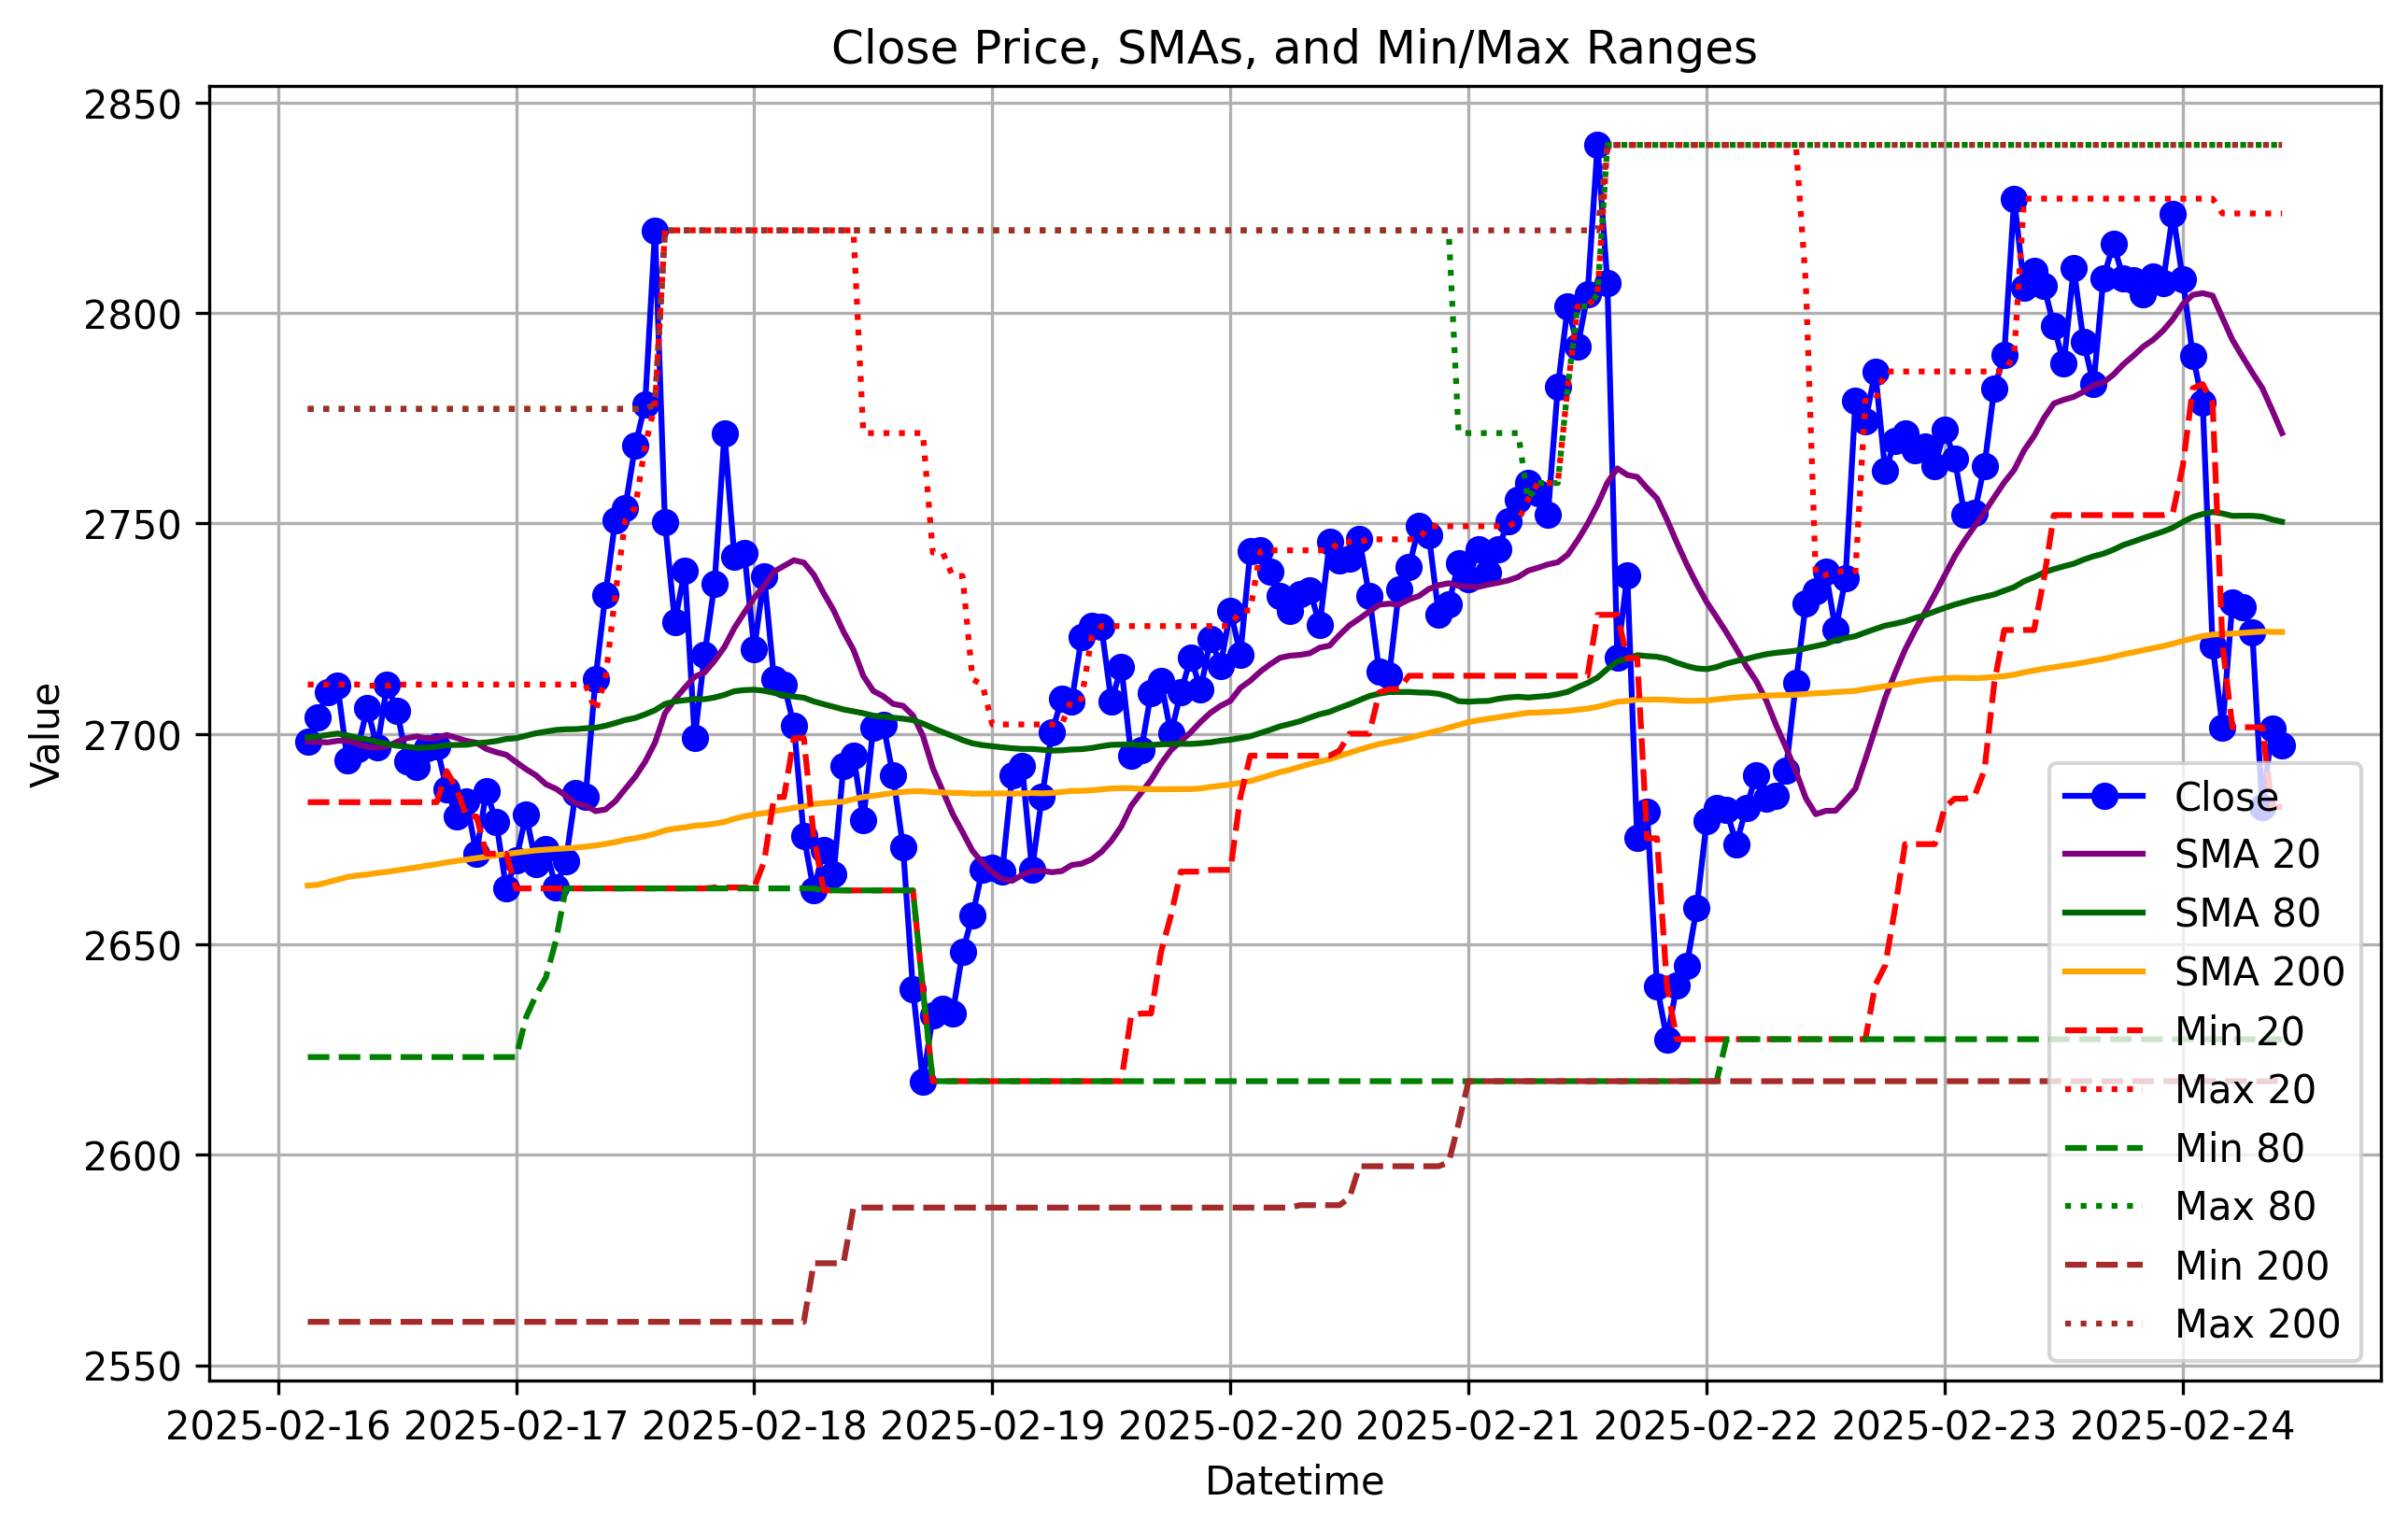 Close Price, SMAs, and Min/Max Ranges
Value
2850
2800
2750
2700
2650
2600
2550
Close
SMA 20
SMA 80
SMA 200
Min 20
Max 20
Min 80
Max 80
Min 200
Max 200
2025-02-16 2025-02-17 2025-02-18 2025-02-19 2025-02-20 2025-02-21 2025-02-22 2025-02-23 2025-02-24
Datetime